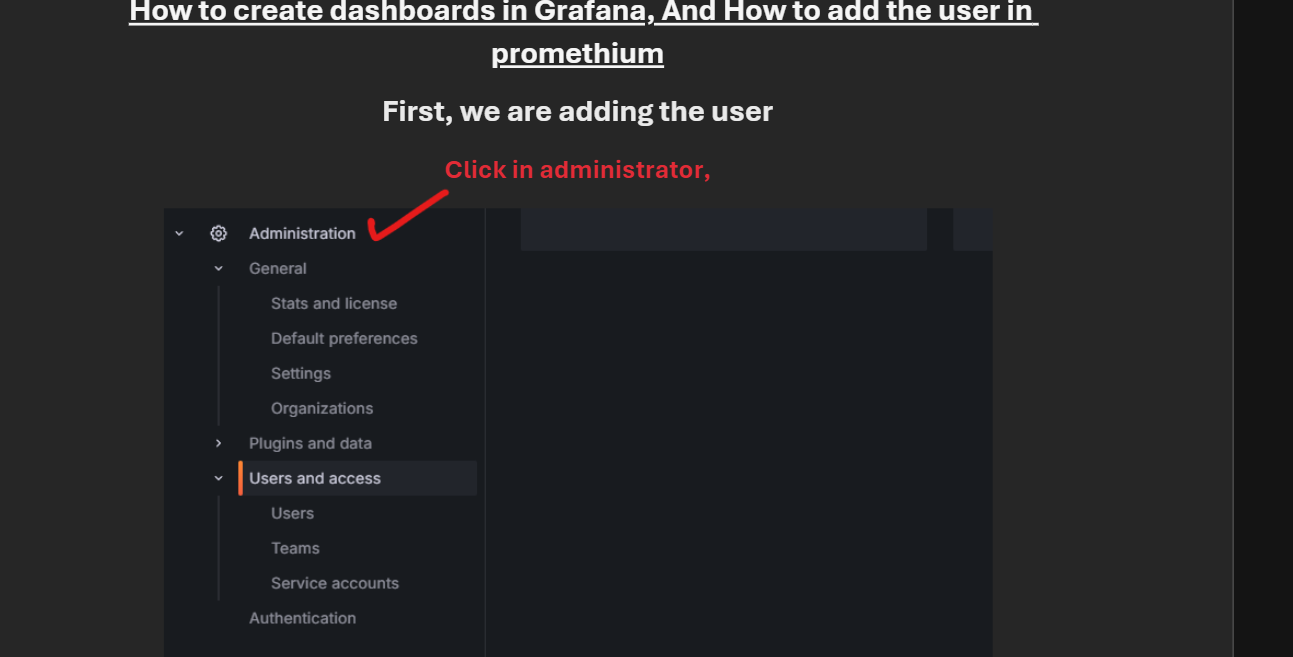 How to create dashboards in Grafana, And How to add the user in
promethium
First, we are adding the user
Click in administrator,
Administration
General
Stats and license
Default preferences
Settings
Organizations
Plugins and data
Users and access
Users
Teams
Service accounts
Authentication